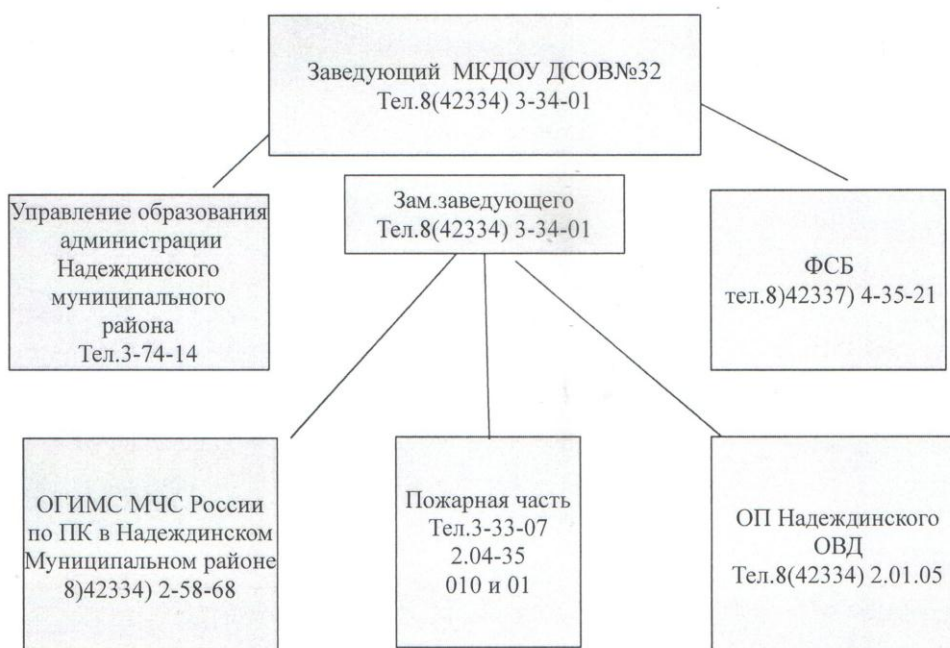 Заведующий МКДОУ ДСОВ№32
Тел.8(42334) 3-34-01
Управление образования
администрации
Надеждинского
муниципального
района
Тел.3-74-14
Зам.заведующего
Тел.8(42334) 3-34-01
ФСБ
тел.8)42337) 4-35-21
ОГИМС МЧС России
по ПК в Надеждинском
Муниципальном районе
8)42334) 2-58-68
Пожарная часть
Тел.3-33-07
2.04-35
010 и 01
ОП Надеждинского
ОВД
Тел.8(42334) 2.01.05